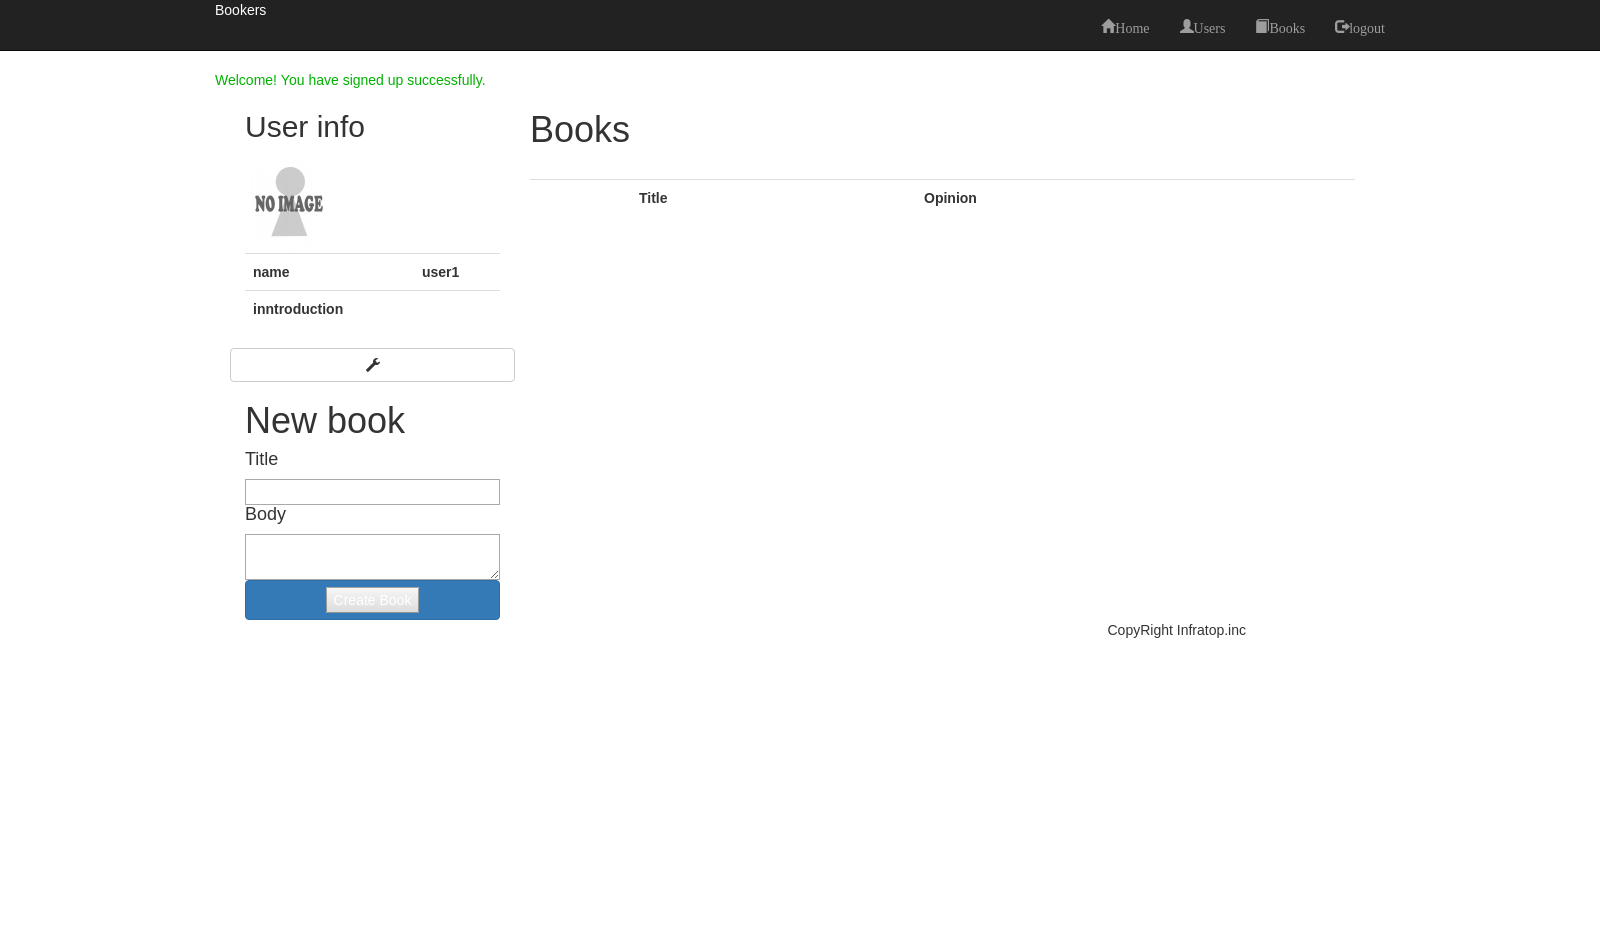 Bookers
Home Users Books logout
Welcome! You have signed up successfully.
User info
NO IMAGE
name user1
inntroduction
New book
Title
Body
Create Book
Books
Title Opinion
CopyRight Infratop.inc